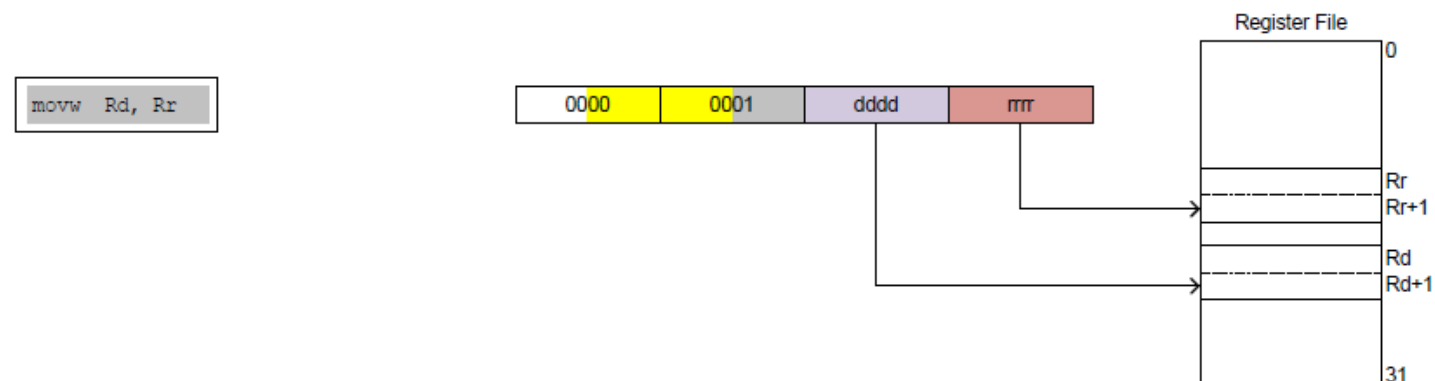 Register File
0
movw Rd, Rr
0000 0001 dddd rrrr
Rr
Rr+1
Rd
Rd+1
31